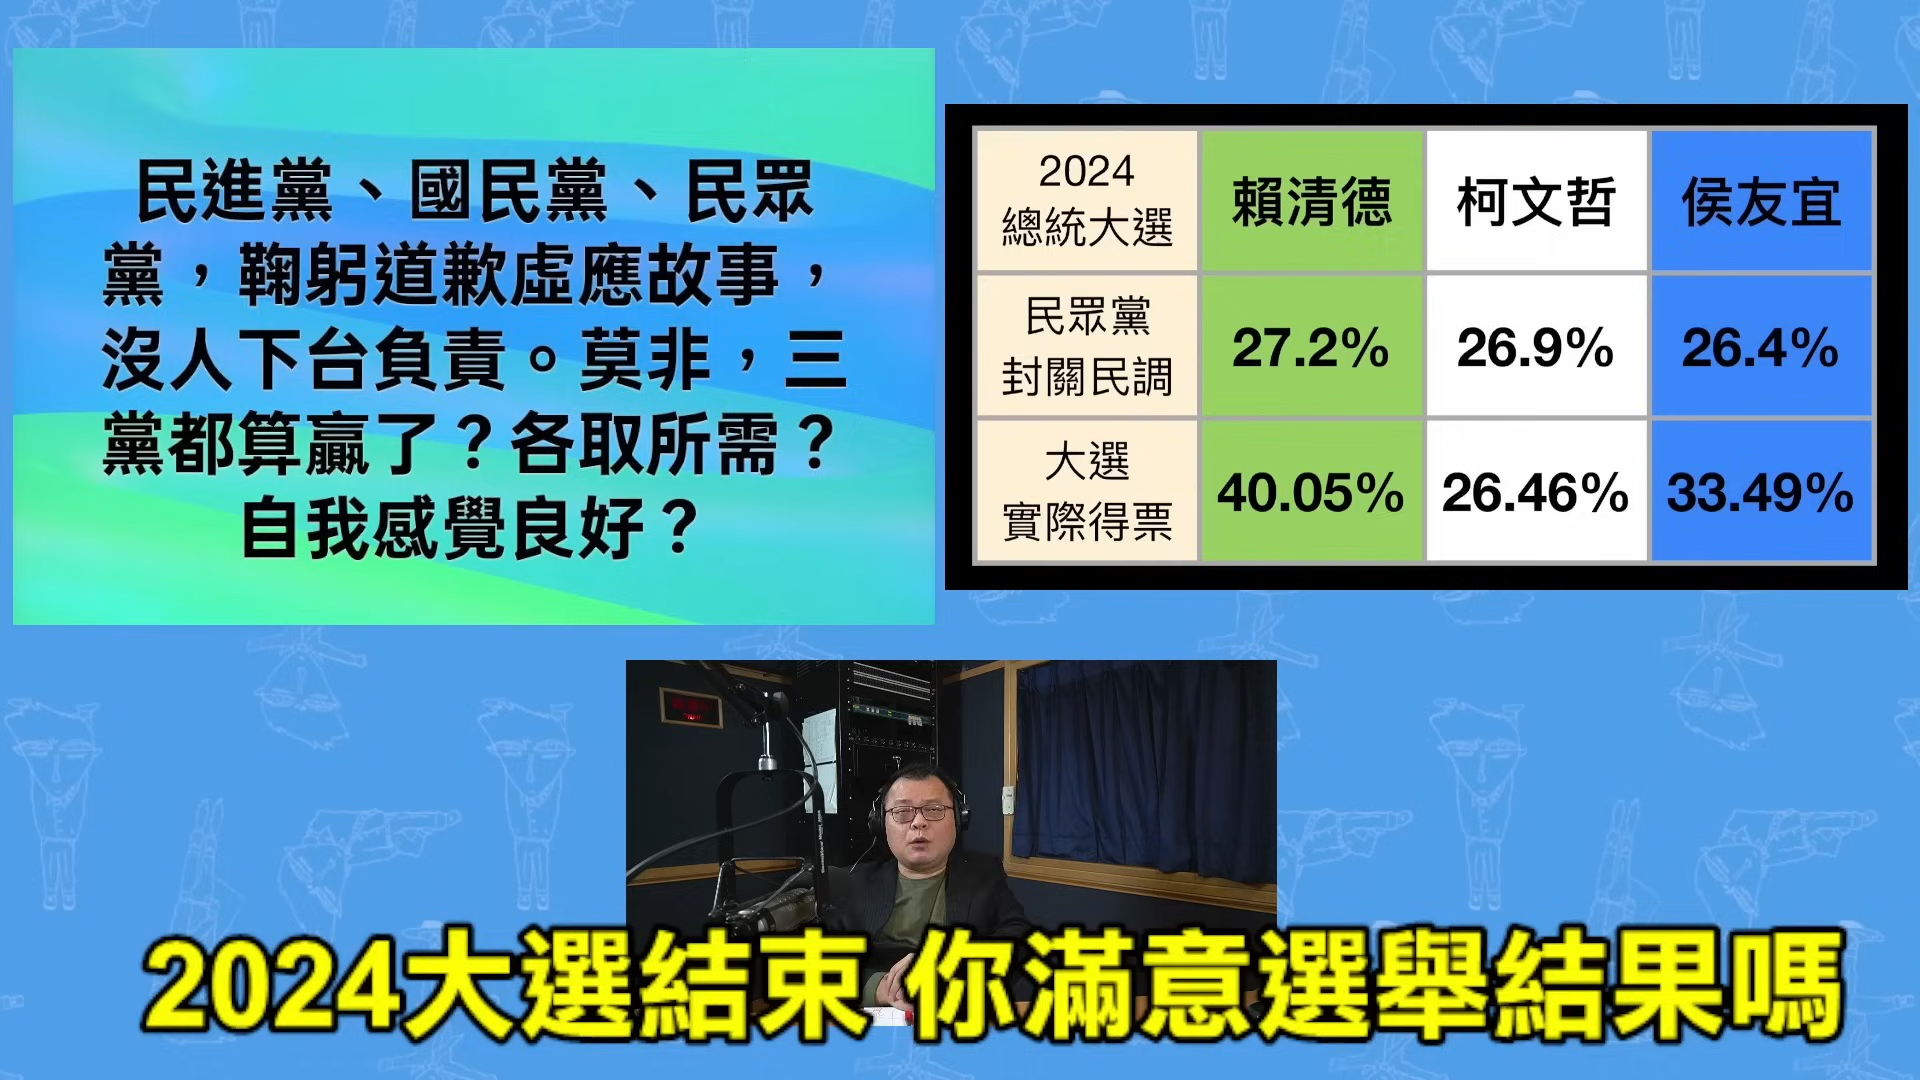 民進黨、國民黨、民眾
黨，鞠躬道歉虛應故事，
沒人下台負責。莫非，三
黨都算贏了？各取所需？
自我感覺良好？
2024
總統大選
賴清德
柯文哲
侯友宜
民眾黨
封關民調
27.2%
26.9%
26.4%
大選
實際得票
40.05%
26.46%
33.49%
2024大選結束 你滿意選舉結果嗎